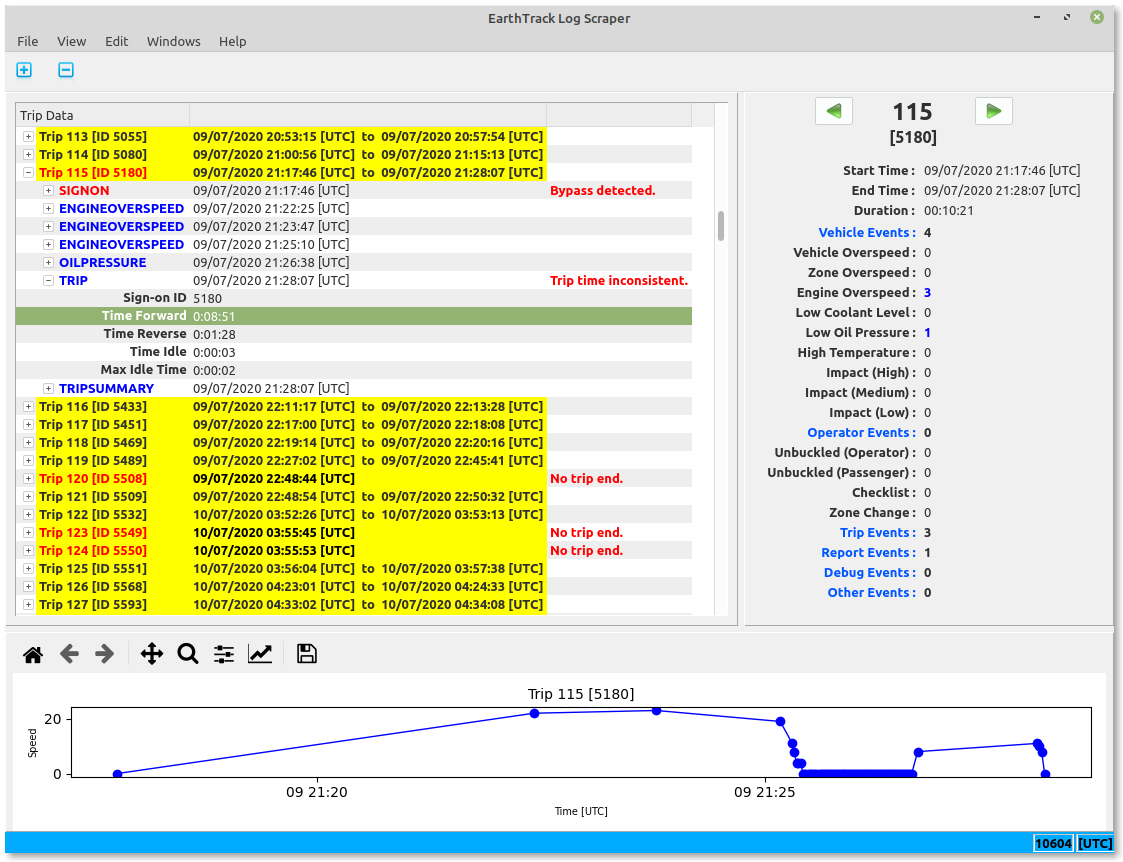 EarthTrack Log Scraper
File View Edit Windows Help
Trip Data
Trip 113 [ID 5055] 09/07/2020 20:53:15 [UTC] to 09/07/2020 20:57:54 [UTC]
Trip 114 [ID 5080] 09/07/2020 21:00:56 [UTC] to 09/07/2020 21:15:13 [UTC]
Trip 115 [ID 5180] 09/07/2020 21:17:46 [UTC] to 09/07/2020 21:28:07 [UTC]
SIGNON 09/07/2020 21:17:46 [UTC] Bypass detected.
ENGINEOVERSPEED 09/07/2020 21:22:25 [UTC]
ENGINEOVERSPEED 09/07/2020 21:23:47 [UTC]
ENGINEOVERSPEED 09/07/2020 21:25:10 [UTC]
OILPRESSURE 09/07/2020 21:26:38 [UTC]
TRIP 09/07/2020 21:28:07 [UTC] Trip time inconsistent.
Sign-on ID 5180
Time Forward 0:08:51
Time Reverse 0:01:28
Time Idle 0:00:03
Max Idle Time 0:00:02
TRIPSUMMARY 09/07/2020 21:28:07 [UTC]
Trip 116 [ID 5433] 09/07/2020 22:11:17 [UTC] to 09/07/2020 22:13:28 [UTC]
Trip 117 [ID 5451] 09/07/2020 22:17:00 [UTC] to 09/07/2020 22:18:08 [UTC]
Trip 118 [ID 5469] 09/07/2020 22:19:14 [UTC] to 09/07/2020 22:20:16 [UTC]
Trip 119 [ID 5489] 09/07/2020 22:27:02 [UTC] to 09/07/2020 22:45:41 [UTC]
Trip 120 [ID 5508] 09/07/2020 22:48:44 [UTC] No trip end.
Trip 121 [ID 5509] 09/07/2020 22:48:54 [UTC] to 09/07/2020 22:50:32 [UTC]
Trip 122 [ID 5532] 10/07/2020 03:52:26 [UTC] to 10/07/2020 03:53:13 [UTC]
Trip 123 [ID 5549] 10/07/2020 03:55:45 [UTC] No trip end.
Trip 124 [ID 5550] 10/07/2020 03:55:53 [UTC] No trip end.
Trip 125 [ID 5551] 10/07/2020 03:56:04 [UTC] to 10/07/2020 03:57:38 [UTC]
Trip 126 [ID 5568] 10/07/2020 04:23:01 [UTC] to 10/07/2020 04:24:33 [UTC]
Trip 127 [ID 5593] 10/07/2020 04:33:02 [UTC] to 10/07/2020 04:34:08 [UTC]
115
[5180]
Start Time : 09/07/2020 21:17:46 [UTC]
End Time : 09/07/2020 21:28:07 [UTC]
Duration : 00:10:21
Vehicle Events : 4
Vehicle Overspeed : 0
Zone Overspeed : 0
Engine Overspeed : 3
Low Coolant Level : 0
Low Oil Pressure : 1
High Temperature : 0
Impact (High) : 0
Impact (Medium) : 0
Impact (Low) : 0
Operator Events : 0
Unbuckled (Operator) : 0
Unbuckled (Passenger) : 0
Checklist : 0
Zone Change : 0
Trip Events : 3
Report Events : 1
Debug Events : 0
Other Events : 0
Trip 115 [5180]
Speed
20
0
09 21:20
09 21:25
Time [UTC]
10604 [UTC]